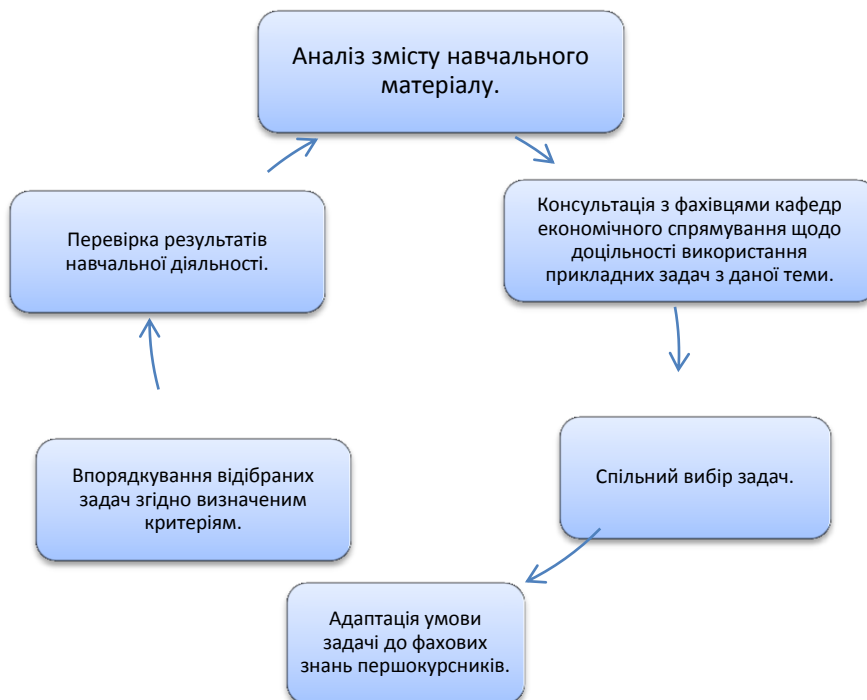 Аналіз змісту навчального
матеріалу.
Консультація з фахівцями кафедр
економічного спрямування щодо
доцільності використання
прикладних задач з даної теми.
Спільний вибір задач.
Адаптація умови
задачі до фахових
знань першокурсників.
Впорядкування відібраних
задач згідно визначеним
критеріям.
Перевірка результатів
навчальної діяльності.